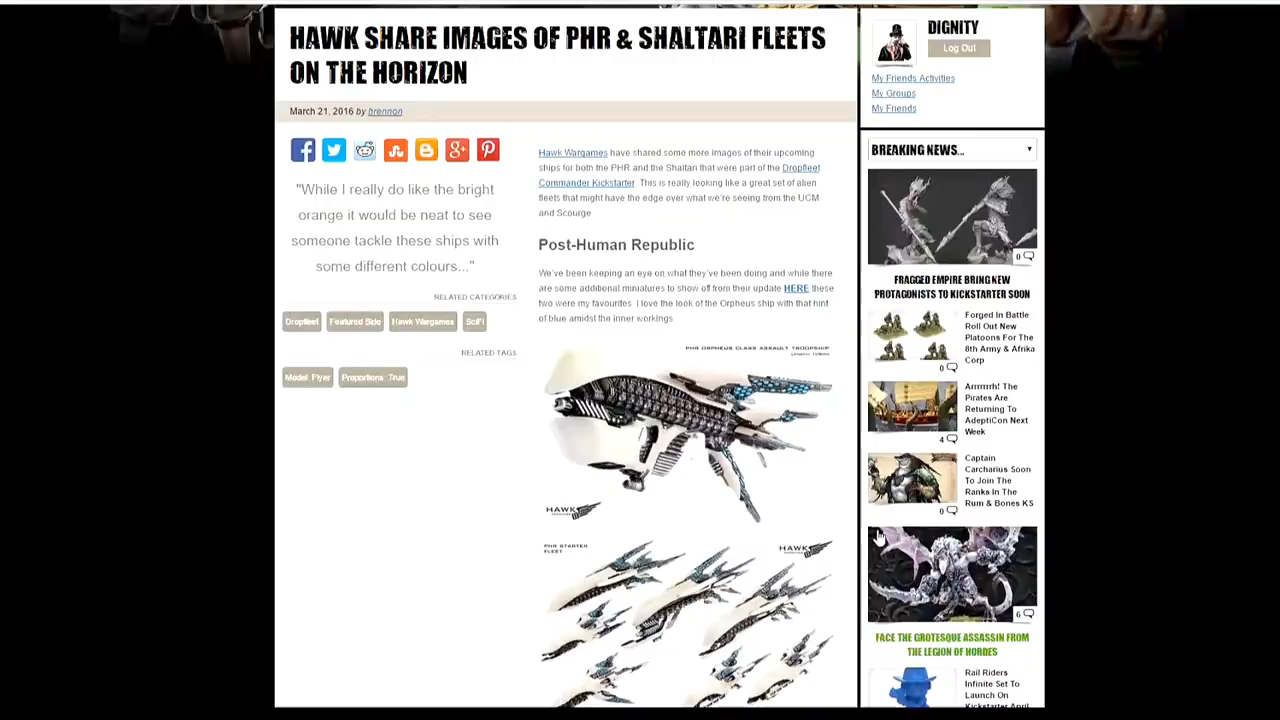 HAWK SHARE IMAGES OF PHR & SHALTARI FLEETS
ON THE HORIZON
March 21, 2016 by brennon
"While I really do like the bright
orange it would be neat to see
someone tackle these ships with
some different colours..."
RELATED CATEGORIES
Dropfleet Featured Side Hawk Wargames SciFi
RELATED TAGS
Model: Flyer Proportions: True
Hawk Wargames have shared some more images of their upcoming
ships for both the PHR and the Shaltari that were part of the Dropfleet
Commander Kickstarter. This is really looking like a great set of alien
fleets that might have the edge over what we're seeing from the UCM
and Scourge
Post-Human Republic
We've been keeping an eye on what they've been doing and while there
are some additional miniatures to show off from their update HERE these
two were my favourites. I love the look of the Orpheus ship with that hint
of blue amidst the inner workings
PHR ORPHEUS CLASS ASSAULT TROOPSHIP
HAWK
PHR STARTER
FLEET
HAWK
DIGNITY
Log Out
My Friends Activities
My Groups
My Friends
BREAKING NEWS...
0
FRAGGED EMPIRE BRING NEW
PROTAGONISTS TO KICKSTARTER SOON
Forged In Battle
Roll Out New
Platoons For The
8th Army & Afrika
Corp
0
Arrrrrrh! The
Pirates Are
Returning To
AdeptiCon Next
Week
4
Captain
Carcharius Soon
To Join The
Ranks In The
Rum & Bones KS
0
6
FACE THE GROTESQUE ASSASSIN FROM
THE LEGION OF HORDES
Rail Riders
Infinite Set To
Launch On
Kickstarter April